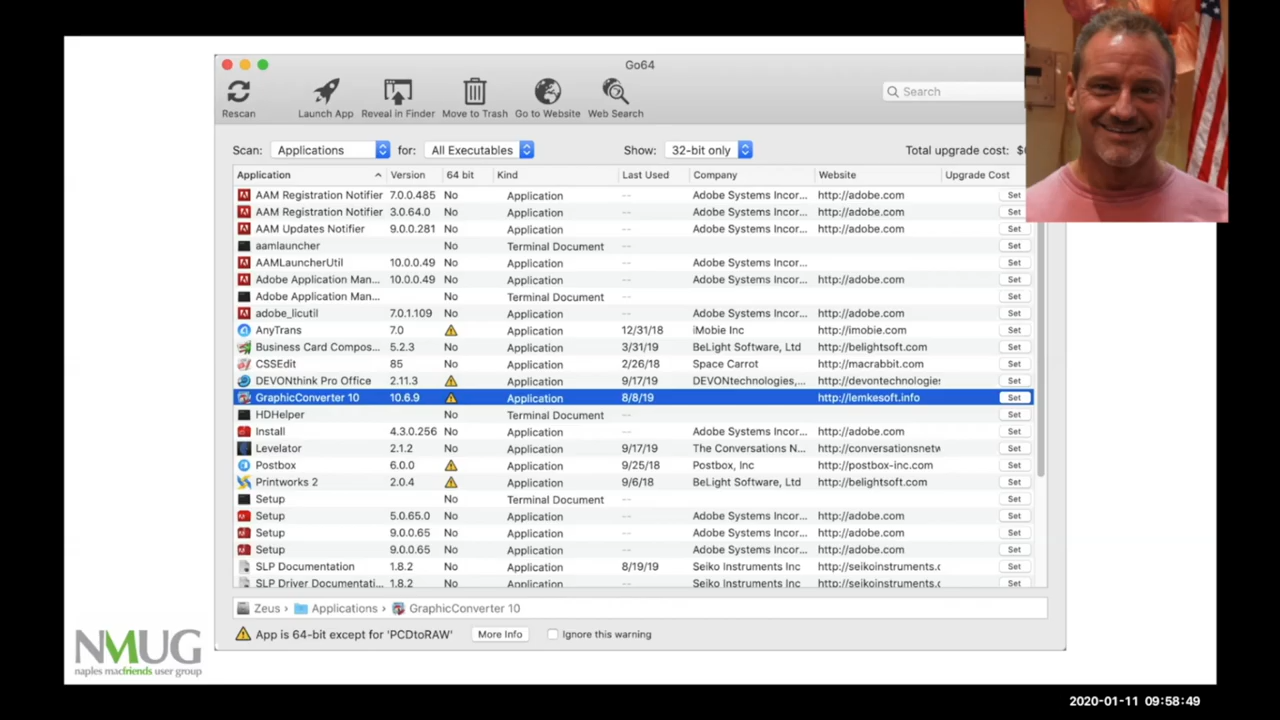 Go64
Rescan Launch App Reveal in Finder Move to Trash Go to Website Web Search Search
Scan: Applications for: All Executables Show: 32-bit only Total upgrade cost:
Application Version 64 bit Kind Last Used Company Website Upgrade Cost
AAM Registration Notifier 7.0.0.485 No Application -- Adobe Systems Incor... http://adobe.com Set
AAM Registration Notifier 3.0.64.0 No Application -- Adobe Systems Incor... http://adobe.com Set
AAM Updates Notifier 9.0.0.281 No Application -- Adobe Systems Incor... http://adobe.com Set
aamlauncher No Terminal Document -- Set
AAMLauncherUtil 10.0.0.49 No Application -- Adobe Systems Incor... Set
Adobe Application Man... 10.0.0.49 No Application -- Adobe Systems Incor... http://adobe.com Set
Adobe Application Man... No Terminal Document -- Set
adobe_licutil 7.0.1.109 No Application -- Adobe Systems Incor... http://adobe.com Set
AnyTrans 7.0 Application 12/31/18 iMobie Inc http://imobie.com Set
Business Card Compos... 5.2.3 No Application 3/31/19 BeLight Software, Ltd http://belightsoft.com Set
CSSEdit 85 No Application 2/26/18 Space Carrot http://macrabbit.com Set
DEVONthink Pro Office 2.11.3 Application 9/17/19 DEVONtechnologies,... http://devontechnologies Set
GraphicConverter 10 10.6.9 Application 8/8/19 http://lemkesoft.info Set
HDHelper No Terminal Document -- Set
Install 4.3.0.256 No Application -- Adobe Systems Incor... http://adobe.com Set
Levelator 2.1.2 No Application 9/17/19 The Conversations N... http://conversationsnetw Set
Postbox 6.0.0 Application 9/25/18 Postbox, Inc http://postbox-inc.com Set
Printworks 2 2.0.4 Application 9/6/18 BeLight Software, Ltd http://belightsoft.com Set
Setup No Terminal Document -- Set
Setup 5.0.65.0 No Application -- Adobe Systems Incor... http://adobe.com Set
Setup 9.0.0.65 No Application -- Adobe Systems Incor... http://adobe.com Set
Setup 9.0.0.65 No Application -- Adobe Systems Incor... http://adobe.com Set
SLP Documentation 1.8.2 No Application 8/19/19 Seiko Instruments Inc http://seikoinstruments.c Set
SLP Driver Documentati... 1.8.2 No Application -- Seiko Instruments Inc http://seikoinstruments.c Set
Zeus › Applications › GraphicConverter 10
App is 64-bit except for 'PCDtoRAW' More Info Ignore this warning
NMUG
naples macfriends user group
2020-01-11 09:58:49